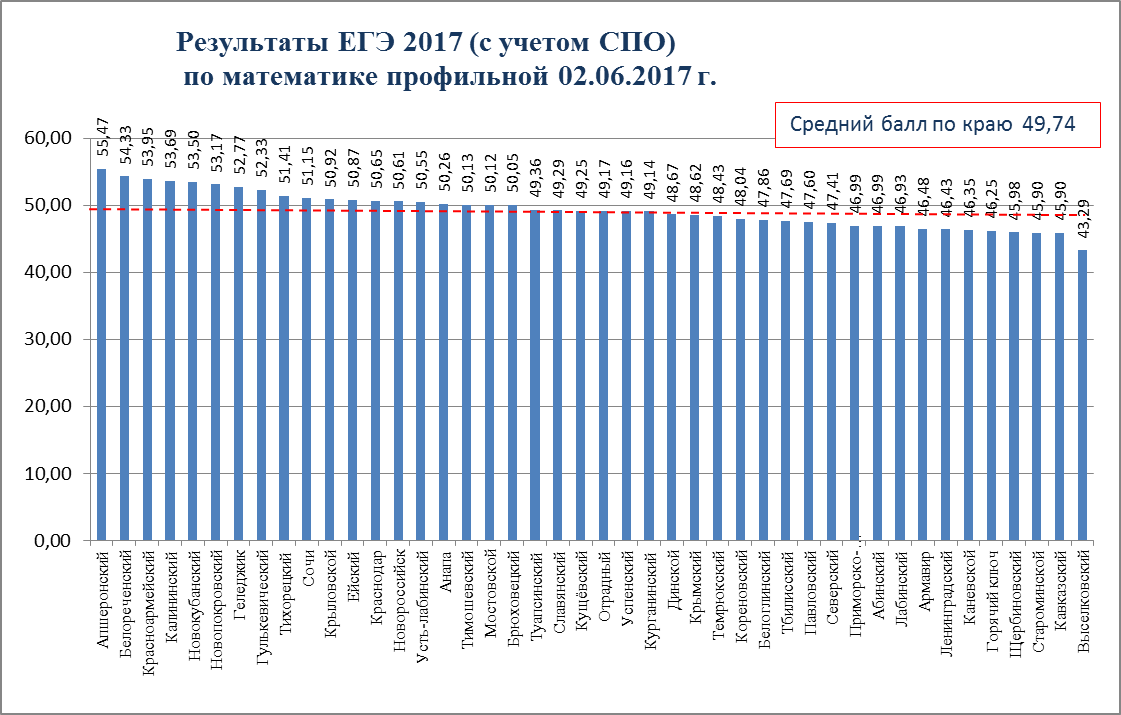 Результаты ЕГЭ 2017 (с учетом СПО)
по математике профильной 02.06.2017 г.
Средний балл по краю 49,74
60,00
50,00
40,00
30,00
20,00
10,00
0,00
55,47
54,33
53,95
53,69
53,50
53,17
52,77
52,33
51,41
51,15
50,92
50,87
50,65
50,61
50,55
50,26
50,13
50,12
50,05
49,36
49,29
49,25
49,17
49,16
49,14
48,67
48,62
48,43
48,04
47,86
47,69
47,60
47,41
46,99
46,99
46,93
46,48
46,43
46,35
46,25
45,98
45,90
45,90
43,29
Апшеронский
Белореченский
Красноармейский
Калининский
Новокубанский
Новопокровский
Геленджик
Гулькевический
Тихорецкий
Сочи
Крыловской
Ейский
Краснодар
Новороссийск
Усть-лабинский
Анапа
Тимошевский
Мостовской
Брюховецкий
Туапсинский
Славянский
Кущёвский
Отрадный
Успенский
Курганинский
Динской
Крымский
Темрюкский
Кореновский
Белоглинский
Тбилисский
Павловский
Северский
Приморско-…
Абинский
Лабинский
Армавир
Ленинградский
Каневской
Горячий ключ
Щербиновский
Староминской
Кавказский
Выселковский